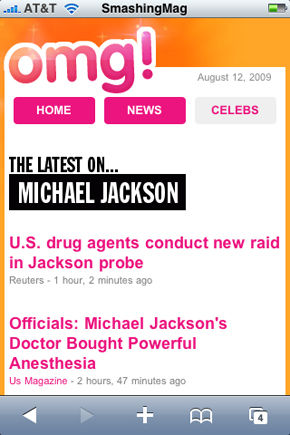 AT&T SmashingMag
omg!
August 12, 2009
HOME NEWS CELEBS
THE LATEST ON...
MICHAEL JACKSON
U.S. drug agents conduct new raid
in Jackson probe
Reuters - 1 hour, 2 minutes ago
Officials: Michael Jackson's
Doctor Bought Powerful
Anesthesia
Us Magazine - 2 hours, 47 minutes ago
4